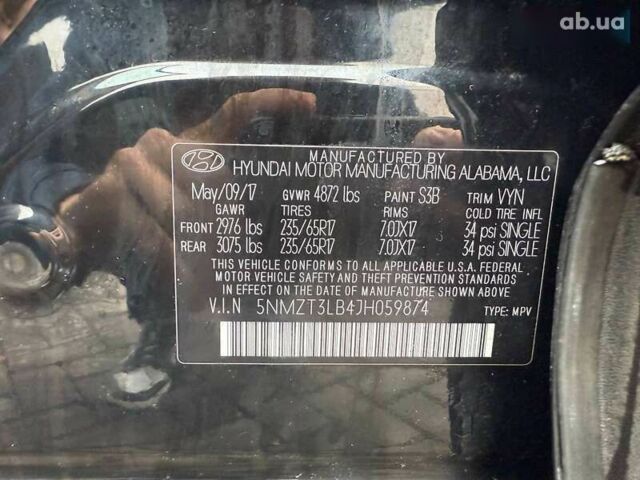 ab.ua
MANUFACTURED BY
HYUNDAI MOTOR MANUFACTURING ALABAMA, LLC
May/09/17 GVWR 4872 lbs PAINT S3B TRIM VYN
GAWR TIRES RIMS COLD TIRE INFL
FRONT 2976 lbs 235/65R17 7.0JX17 34 psi SINGLE
REAR 3075 lbs 235/65R17 7.0JX17 34 psi SINGLE
THIS VEHICLE CONFORMS TO ALL APPLICABLE U.S.A. FEDERAL
MOTOR VEHICLE SAFETY AND THEFT PREVENTION STANDARDS
IN EFFECT ON THE DATE OF MANUFACTURE SHOWN ABOVE.
V.I.N 5NMZT3LB4JH059874 TYPE: MPV